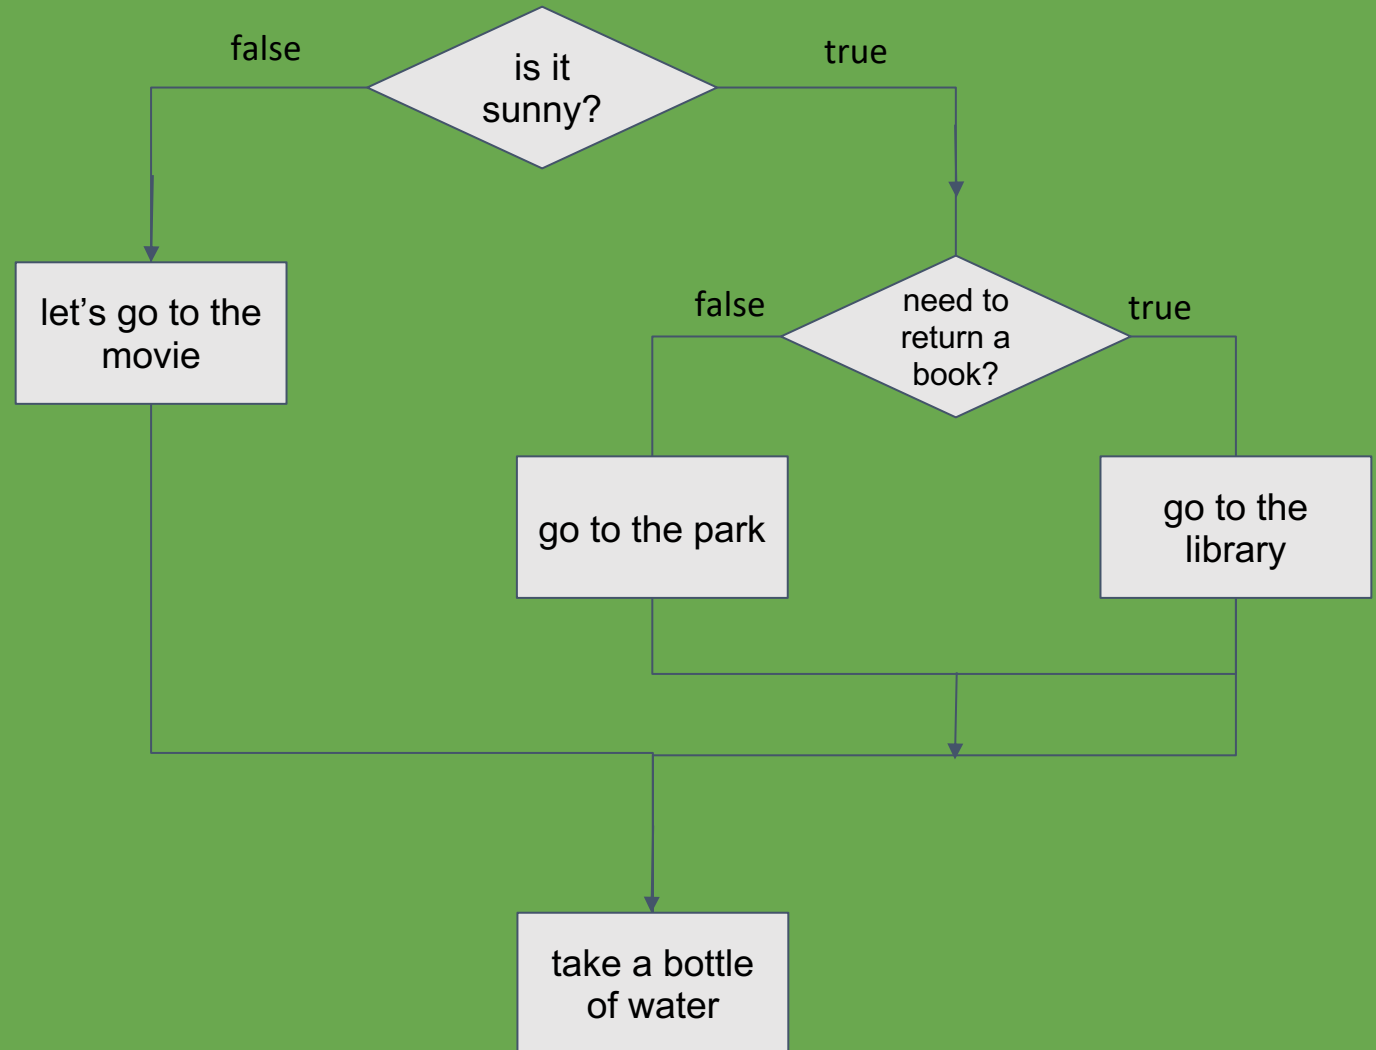 false
is it
sunny?
true
let’s go to the
movie
false
need to
return a
book?
true
go to the park
go to the
library
take a bottle
of water